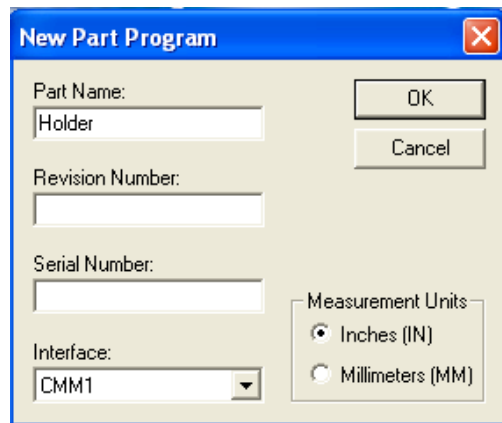 New Part Program
Part Name:
Holder
OK
Cancel
Revision Number:
Serial Number:
Measurement Units
Inches (IN)
Millimeters (MM)
Interface:
CMM1